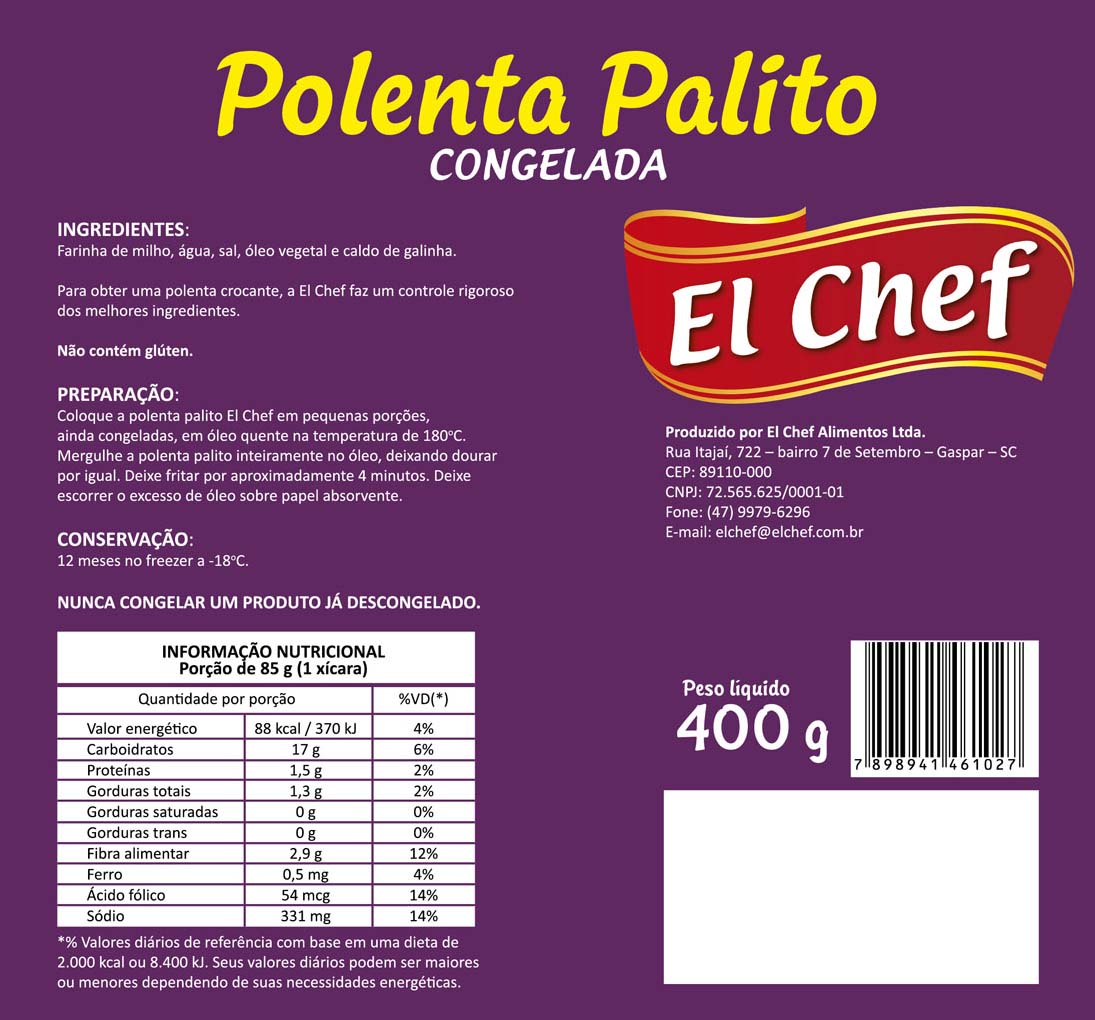 Polenta Palito
CONGELADA
INGREDIENTES:
Farinha de milho, água, sal, óleo vegetal e caldo de galinha.
Para obter uma polenta crocante, a El Chef faz um controle rigoroso
dos melhores ingredientes.
Não contém glúten.
PREPARAÇÃO:
Coloque a polenta palito El Chef em pequenas porções,
ainda congeladas, em óleo quente na temperatura de 180ºC.
Mergulhe a polenta palito inteiramente no óleo, deixando dourar
por igual. Deixe fritar por aproximadamente 4 minutos. Deixe
escorrer o excesso de óleo sobre papel absorvente.
CONSERVAÇÃO:
12 meses no freezer a -18ºC.
NUNCA CONGELAR UM PRODUTO JÁ DESCONGELADO.
INFORMAÇÃO NUTRICIONAL
Porção de 85 g (1 xícara)
Quantidade por porção %VD(*)
Valor energético 88 kcal / 370 kJ 4%
Carboidratos 17 g 6%
Proteínas 1,5 g 2%
Gorduras totais 1,3 g 2%
Gorduras saturadas 0 g 0%
Gorduras trans 0 g 0%
Fibra alimentar 2,9 g 12%
Ferro 0,5 mg 4%
Ácido fólico 54 mcg 14%
Sódio 331 mg 14%
*% Valores diários de referência com base em uma dieta de
2.000 kcal ou 8.400 kJ. Seus valores diários podem ser maiores
ou menores dependendo de suas necessidades energéticas.
El Chef
Produzido por El Chef Alimentos Ltda.
Rua Itajaí, 722 – bairro 7 de Setembro – Gaspar – SC
CEP: 89110-000
CNPJ: 72.565.625/0001-01
Fone: (47) 9979-6296
E-mail: elchef@elchef.com.br
Peso líquido
400 g
7 898941 461027